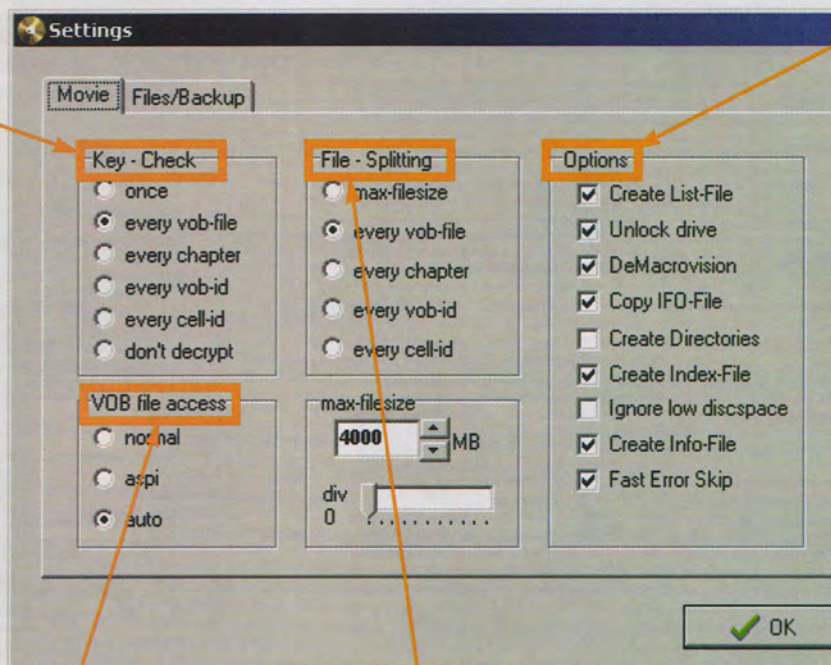 Settings
Movie
Files/Backup
Key - Check
once
every vob-file
every chapter
every vob-id
every cell-id
don't decrypt
File - Splitting
max-filesize
every vob-file
every chapter
every vob-id
every cell-id
Options
Create List-File
Unlock drive
DeMacrovision
Copy IFO-File
Create Directories
Create Index-File
Ignore low discspace
Create Info-File
Fast Error Skip
VOB file access
normal
aspi
auto
max-filesize
4000 MB
div
0
OK